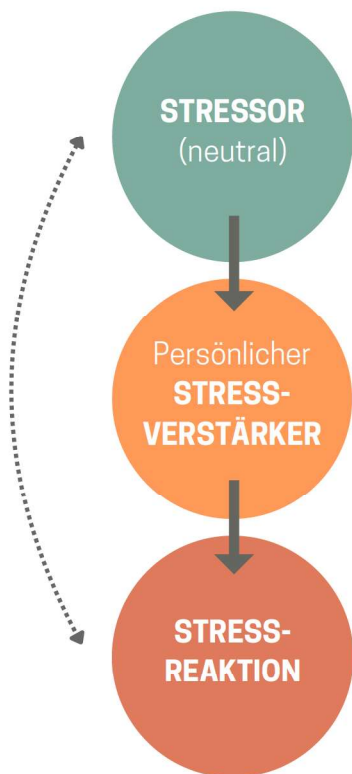 STRESSOR
(neutral)
Persönlicher
STRESS-
VERSTÄRKER
STRESS-
REAKTION